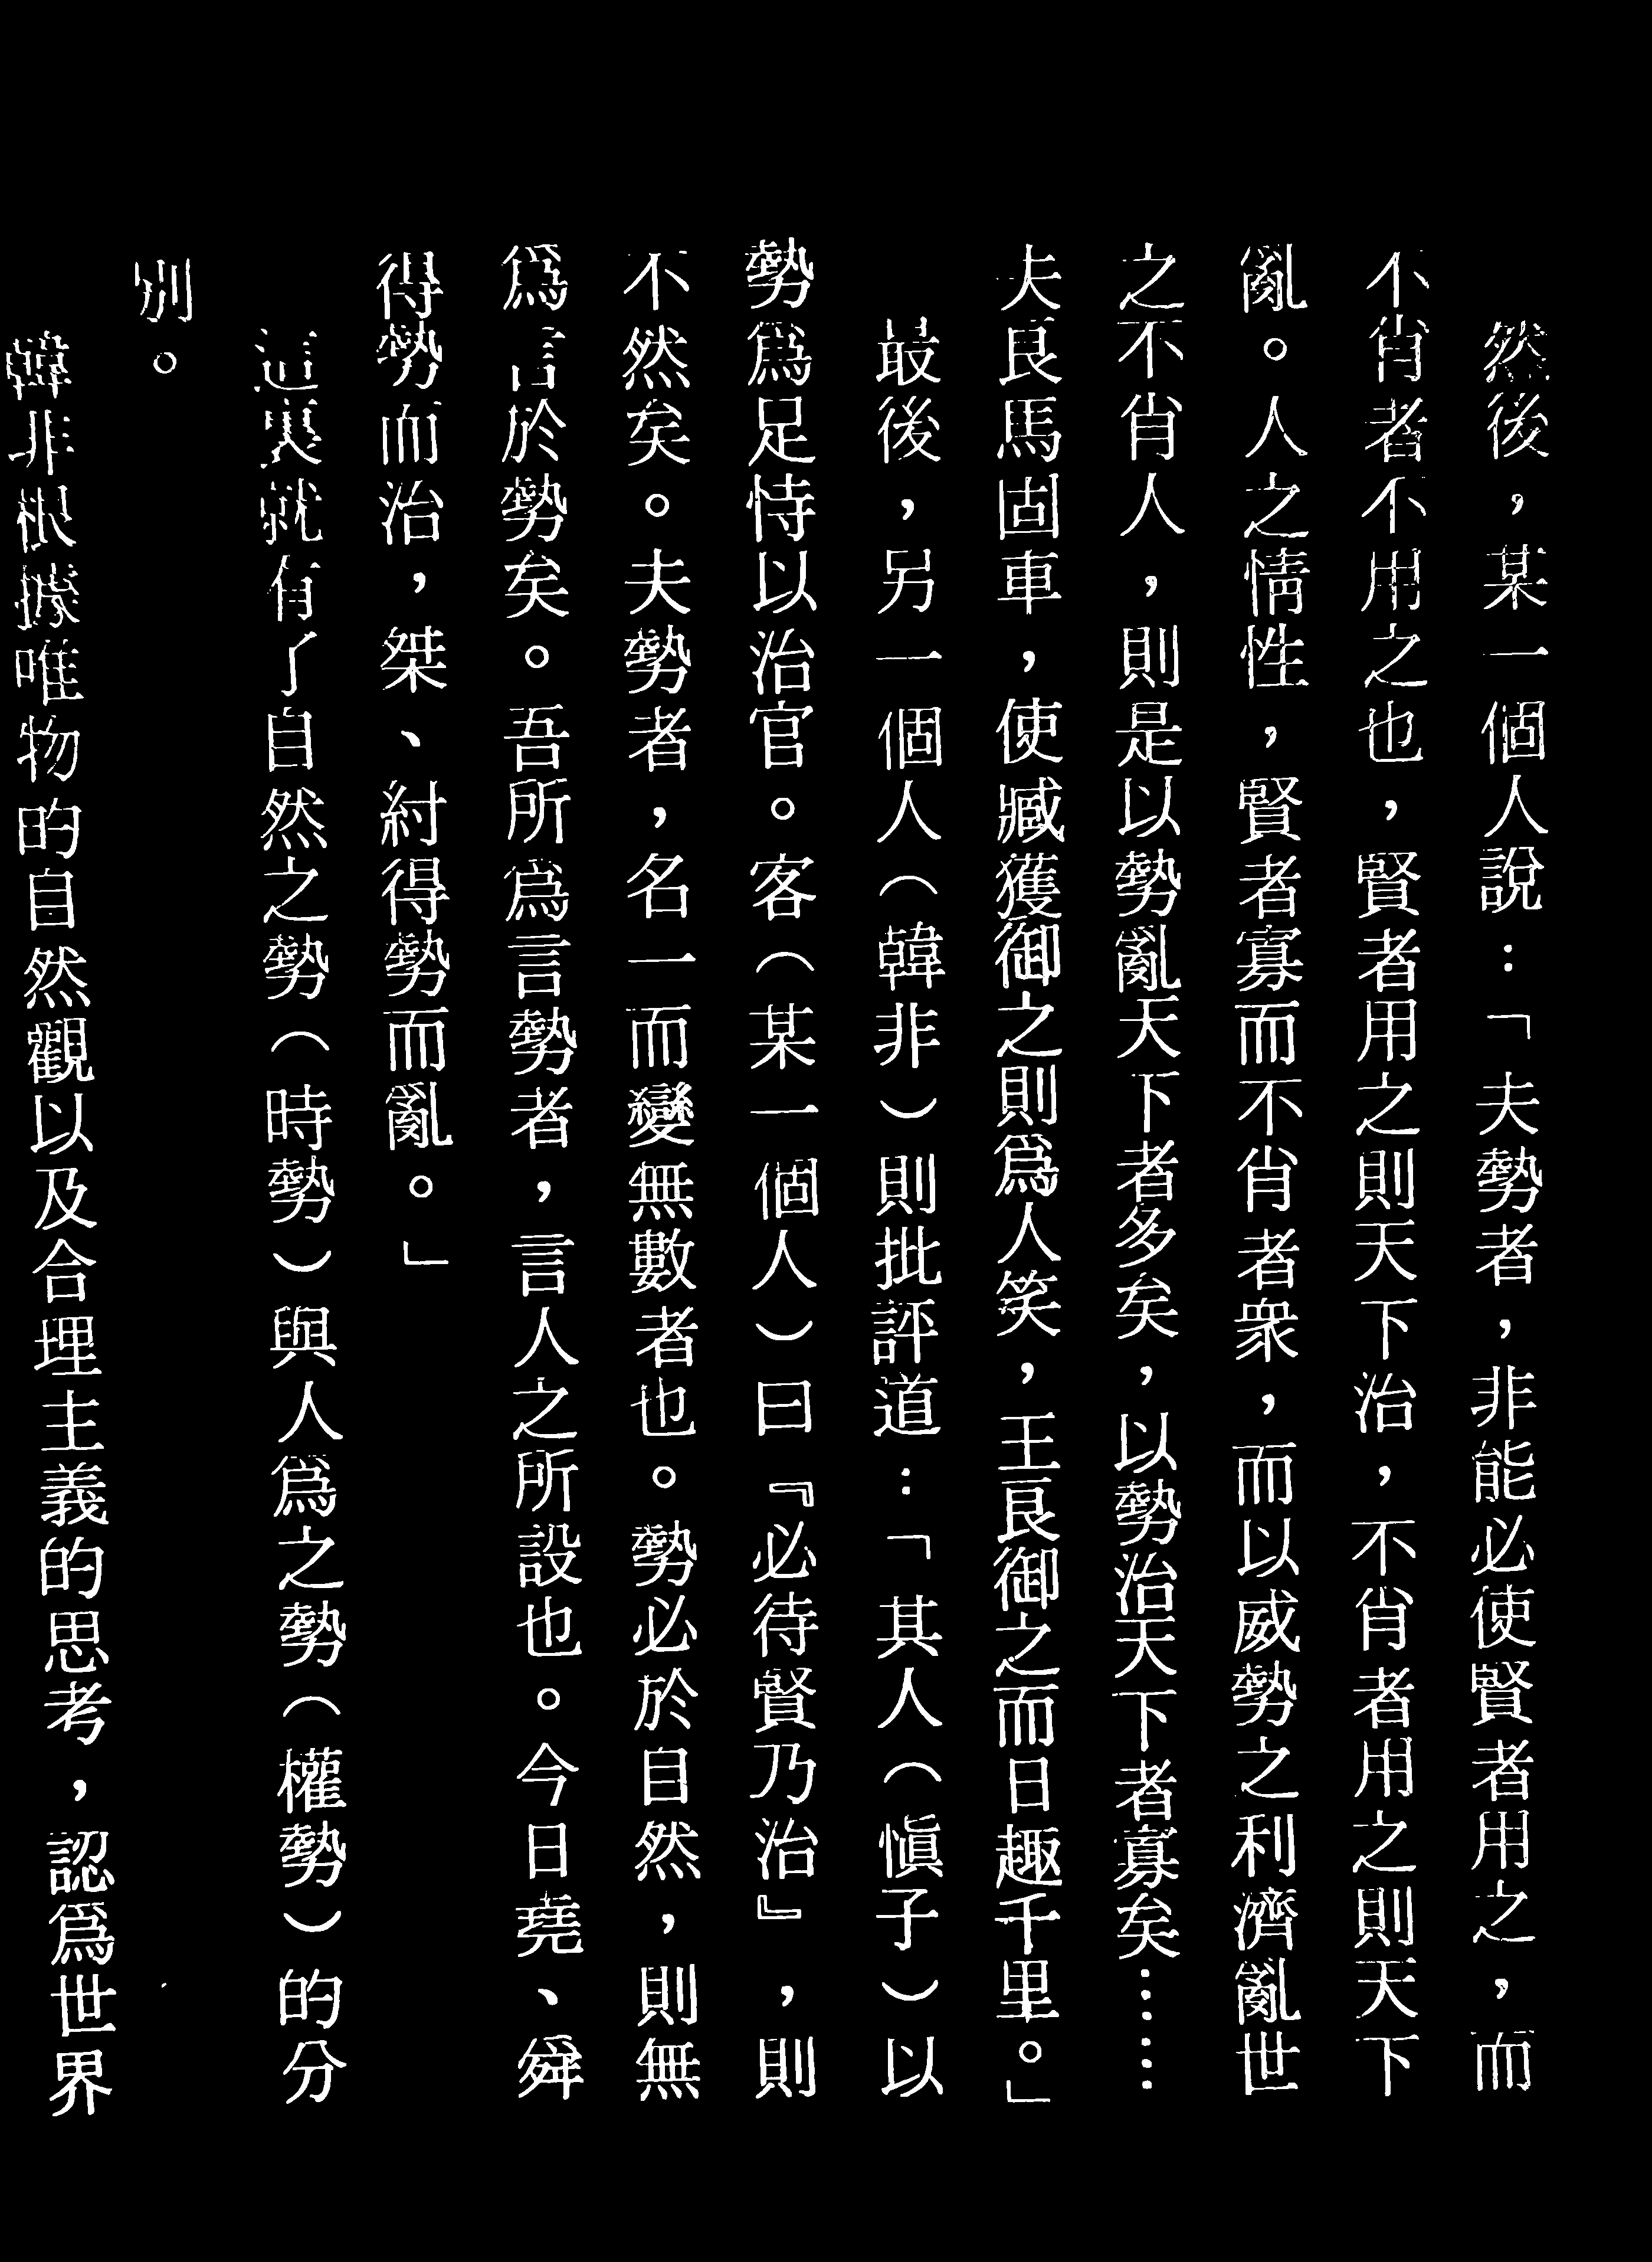 然後，某一個人說：「夫勢者，非能必使賢者用之，而
不肖者不用之也，賢者用之則天下治，不肖者用之則天下
亂。人之情性，賢者寡而不肖者衆，而以威勢之利濟亂世
之不肖人，則是以勢亂天下者多矣，以勢治天下者寡矣……
夫良馬固車，使臧獲御之則爲人笑，王良御之而日趣千里。」
最後，另一個人（韓非）則批評道：「其人（愼子）以
勢爲足恃以治官。客（某一個人）曰『必待賢乃治』，則
不然矣。夫勢者，名一而變無數者也。勢必於自然，則無
爲言於勢矣。吾所爲言勢者，言人之所設也。今日堯、舜
得勢而治，桀、紂得勢而亂。」
這裏就有了自然之勢（時勢）與人爲之勢（權勢）的分
別。
韓非根據唯物的自然觀以及合理主義的思考，認爲世界